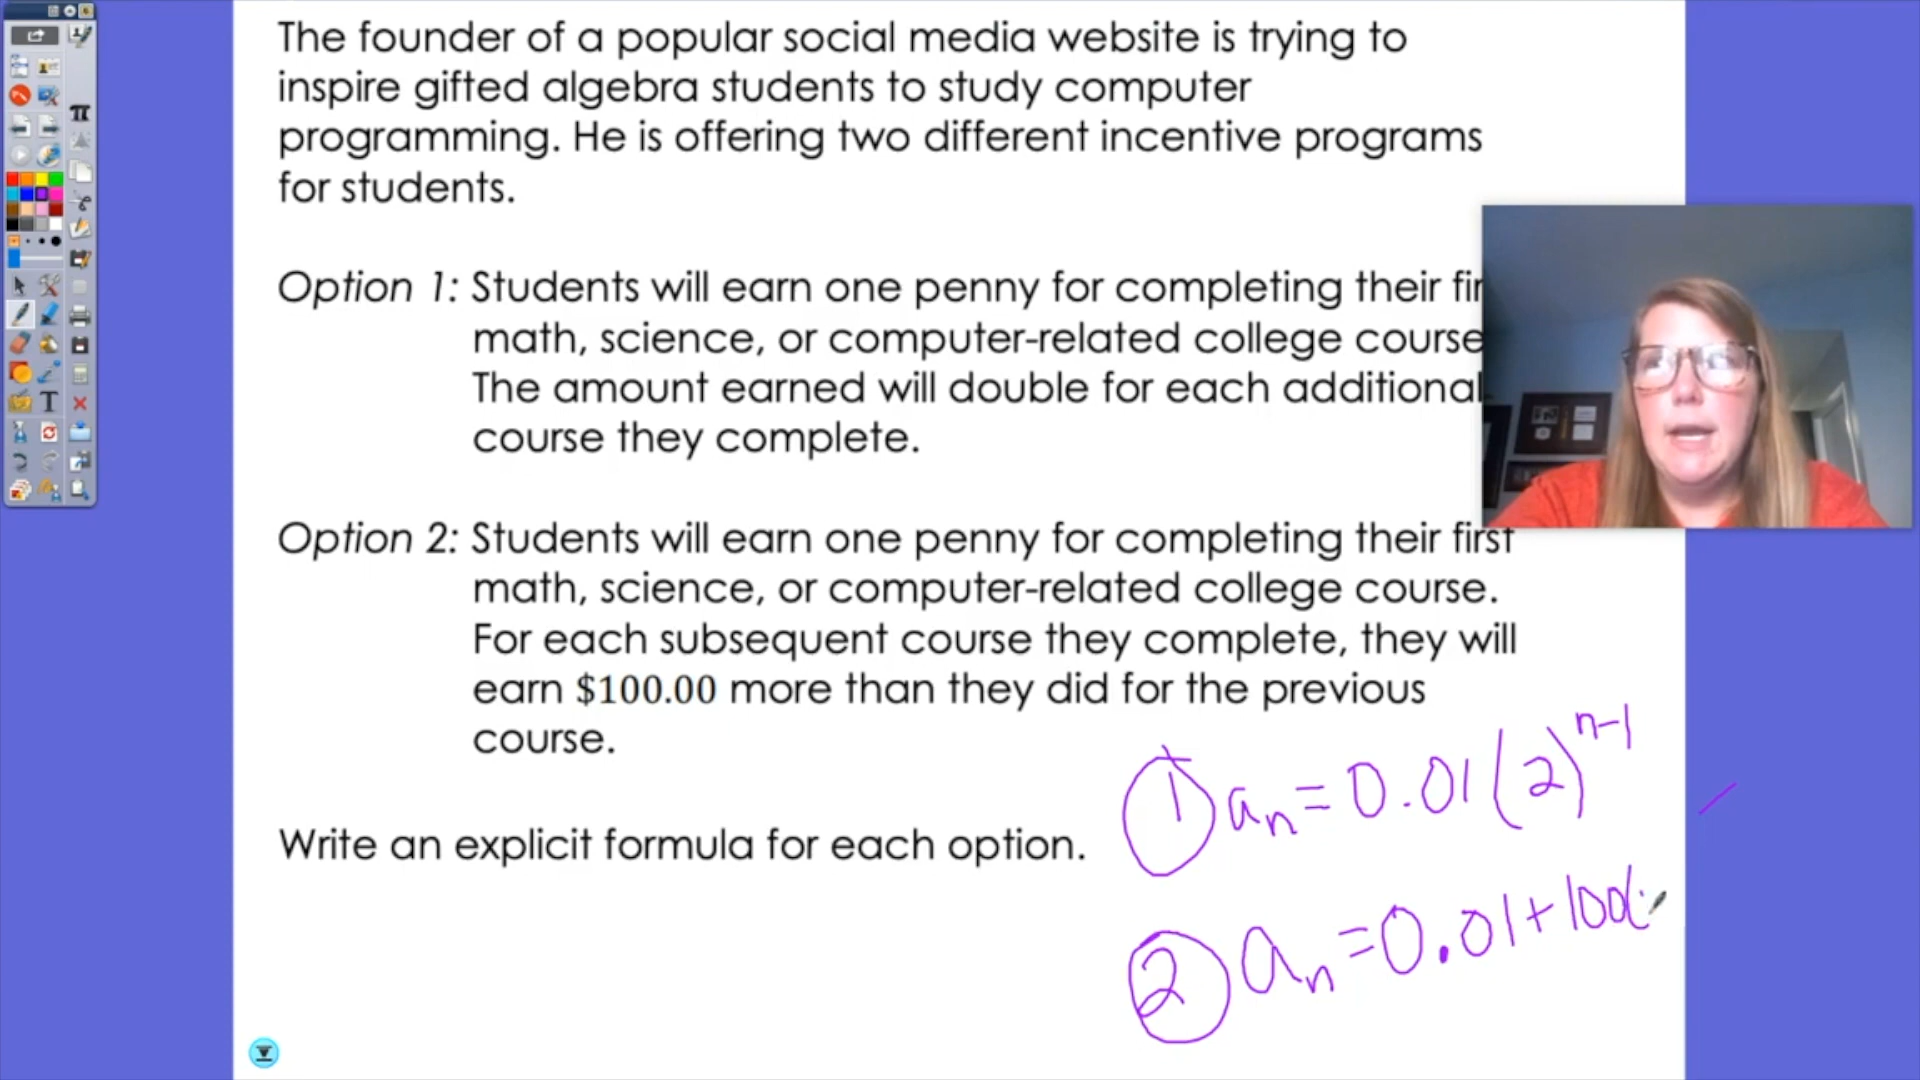 The founder of a popular social media website is trying to
inspire gifted algebra students to study computer
programming. He is offering two different incentive programs
for students.
Option 1: Students will earn one penny for completing their fir
math, science, or computer-related college course
The amount earned will double for each additional
course they complete.
Option 2: Students will earn one penny for completing their first
math, science, or computer-related college course.
For each subsequent course they complete, they will
earn $100.00 more than they did for the previous
course.
Write an explicit formula for each option.
① aₙ = 0.01(2)ⁿ⁻¹
② aₙ = 0.01 + 100(